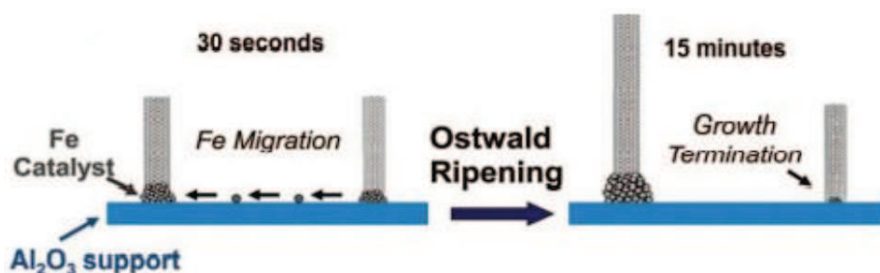 30 seconds
15 minutes
Fe
Catalyst
Fe Migration
Ostwald
Ripening
Growth
Termination
Al₂O₃ support